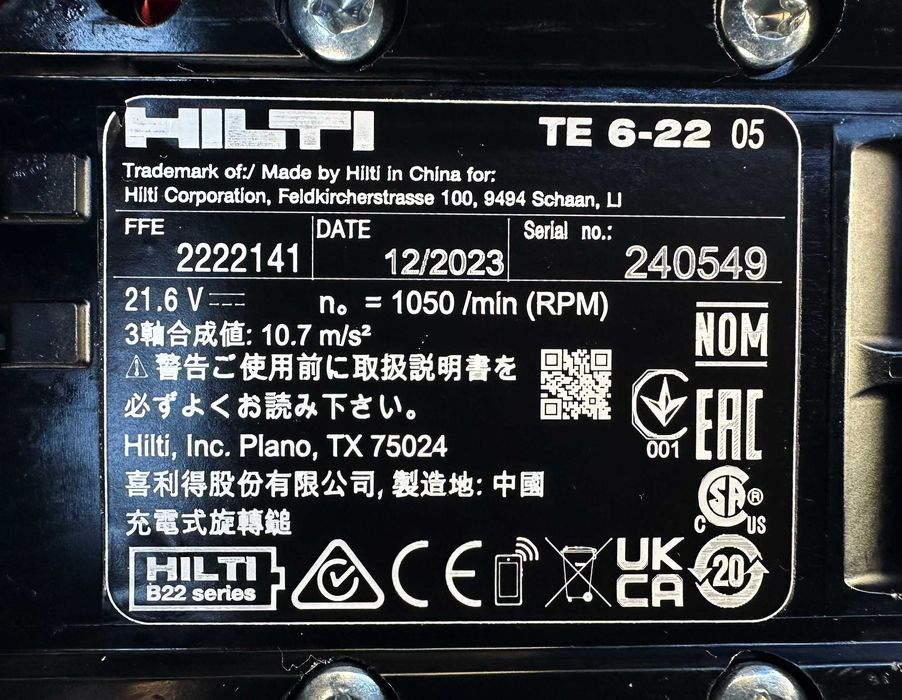 HILTI TE 6-22 05
Trademark of:/ Made by Hilti in China for:
Hilti Corporation, Feldkircherstrasse 100, 9494 Schaan, LI
FFE DATE Serial no.:
2222141 12/2023 240549
21.6 V n₀ = 1050 /min (RPM)
3軸合成値: 10.7 m/s²
⚠ 警告ご使用前に取扱説明書を
必ずよくお読み下さい。
NOM
001
EAC
Hilti, Inc. Plano, TX 75024
喜利得股份有限公司, 製造地: 中國
充電式旋轉鎚
C SA ® US
HILTI
B22 series
CE
UK
CA
20